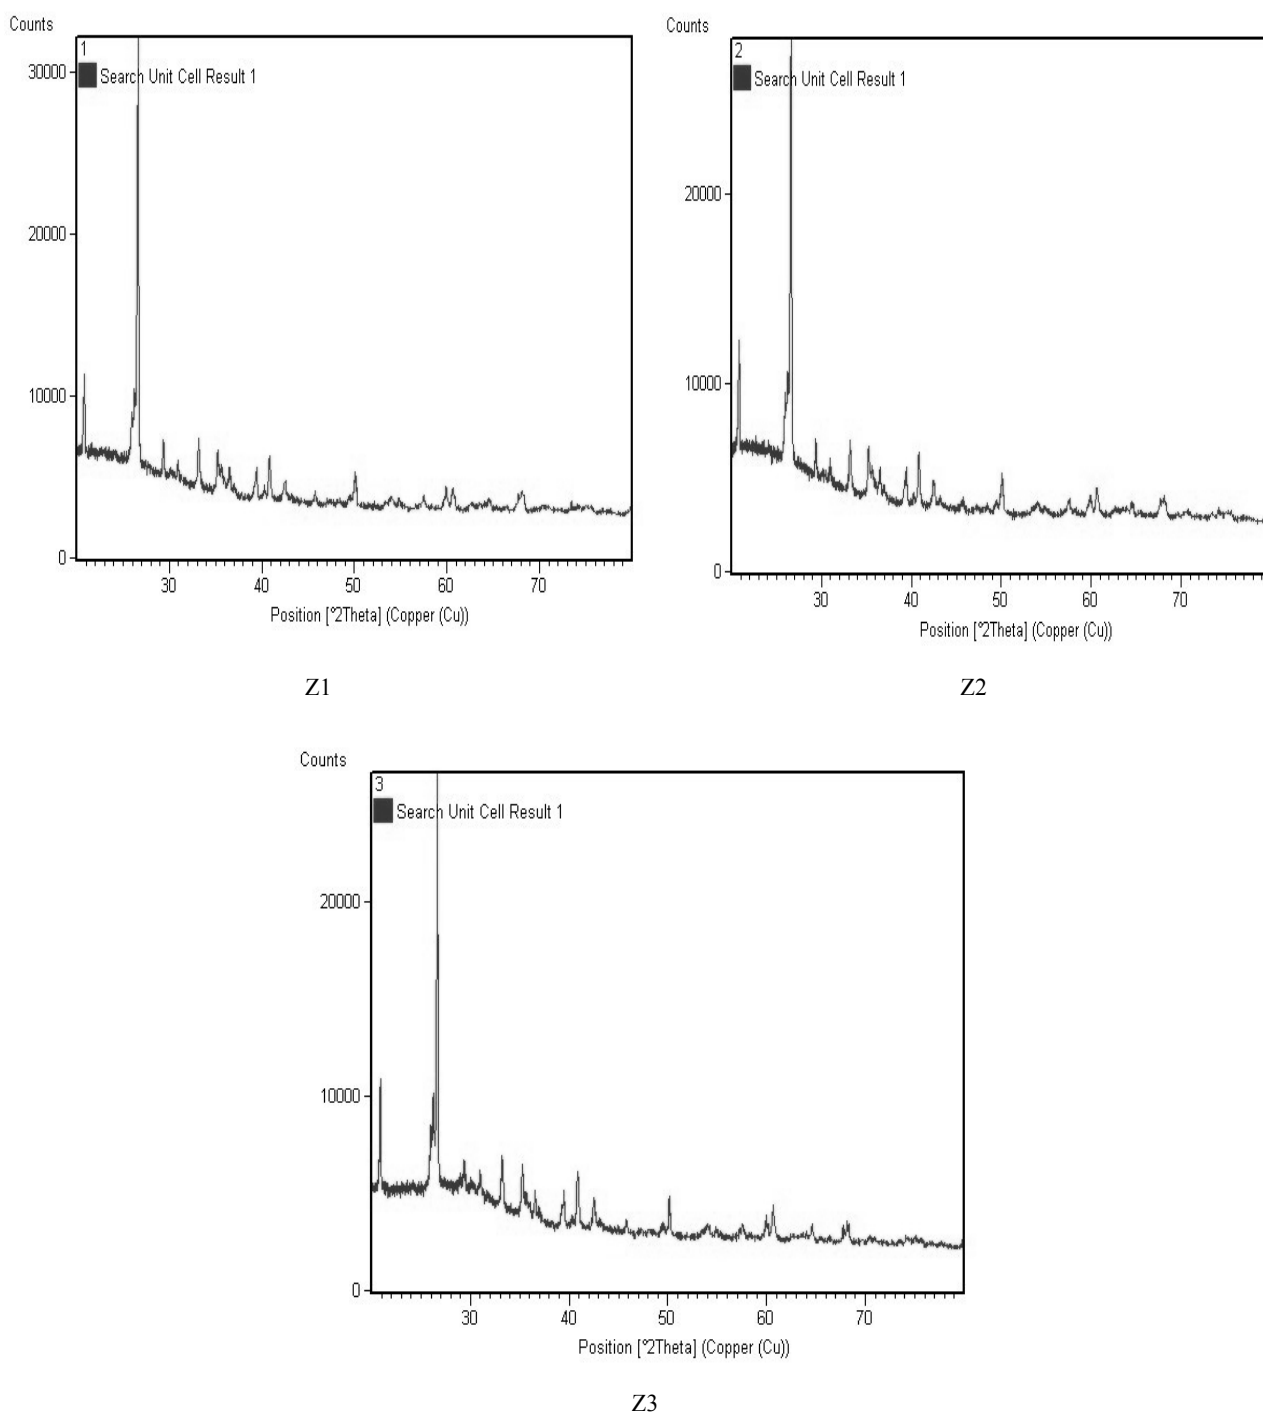 Counts
1
Search Unit Cell Result 1
30000
20000
10000
0
30 40 50 60 70
Position [°2Theta] (Copper (Cu))
Z1
Counts
2
Search Unit Cell Result 1
20000
10000
0
30 40 50 60 70
Position [°2Theta] (Copper (Cu))
Z2
Counts
3
Search Unit Cell Result 1
20000
10000
0
30 40 50 60 70
Position [°2Theta] (Copper (Cu))
Z3